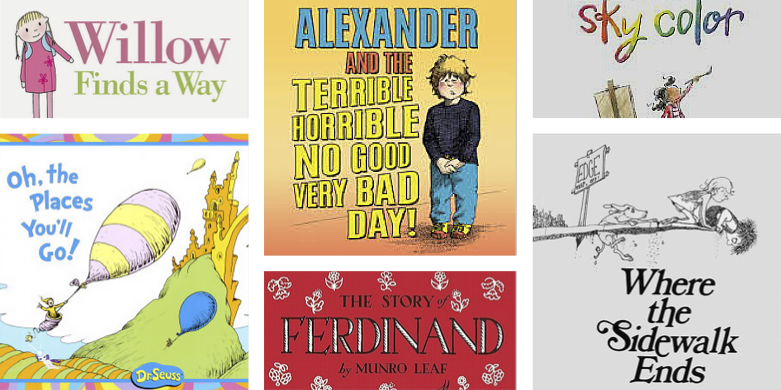 Willow
Finds a Way
Oh, the
Places
You'll
Go!
Dr. Seuss
ALEXANDER
AND THE
TERRIBLE
HORRIBLE
NO GOOD
VERY BAD
DAY!
THE STORY of
FERDINAND
by MUNRO LEAF
sky color
EDGE
Where
the
Sidewalk
Ends